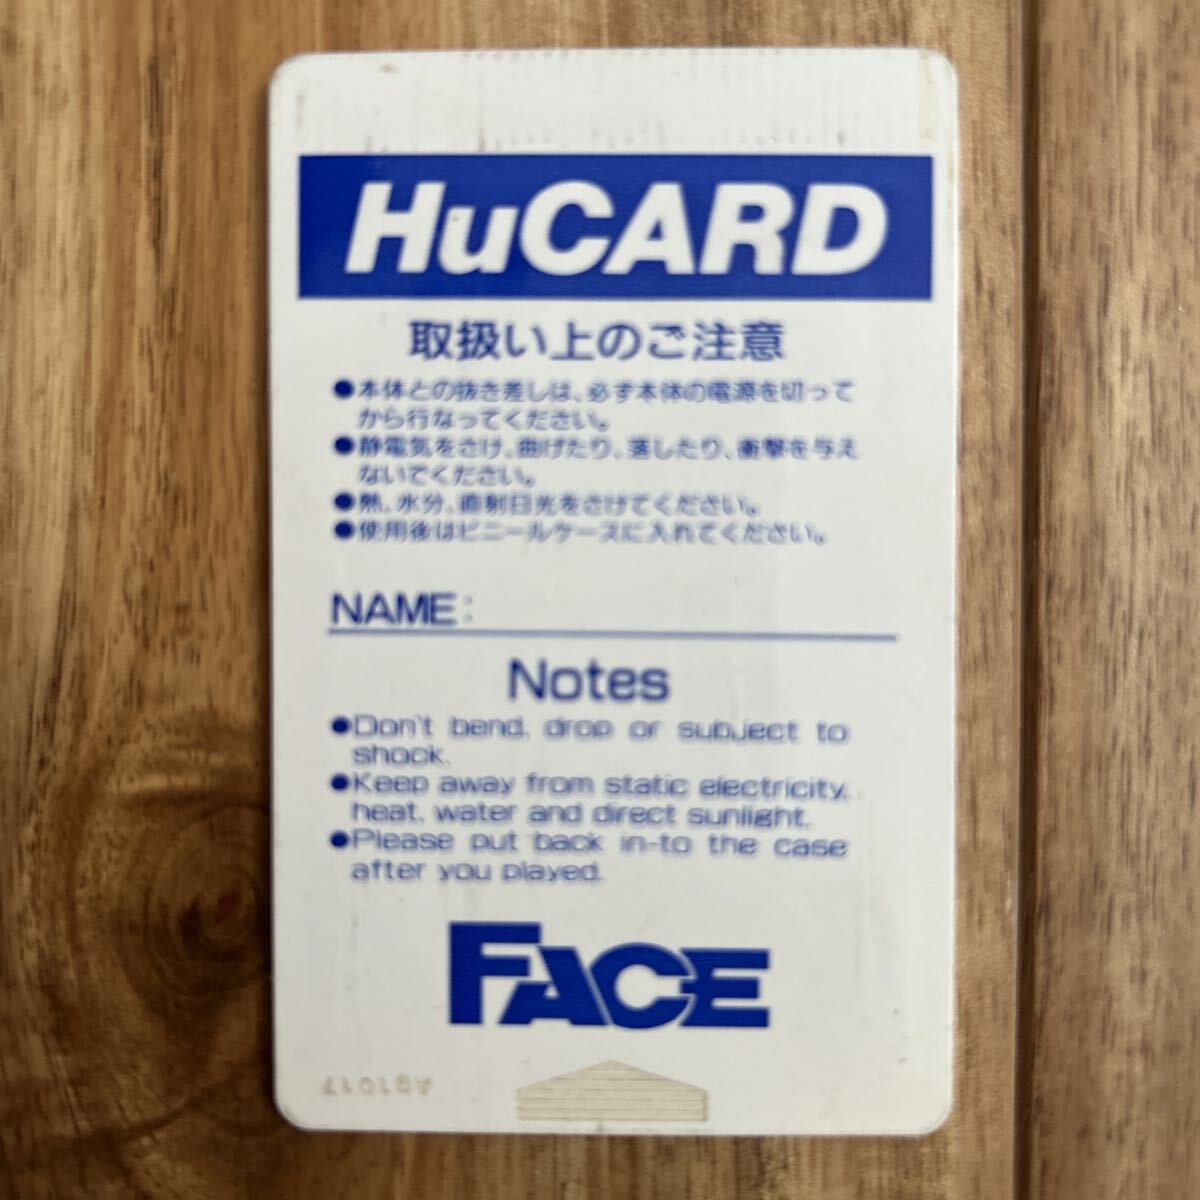 HuCARD
取扱い上のご注意
●本体との抜き差しは、必ず本体の電源を切って
から行なってください。
●静電気をさけ、曲げたり、落したり、衝撃を与え
ないでください。
●熱、水分、直射日光をさけてください。
●使用後はビニールケースに入れてください。
NAME:
Notes
●Don't bend, drop or subject to
shock.
●Keep away from static electricity,
heat, water and direct sunlight.
●Please put back in-to the case
after you played.
FACE
A91017